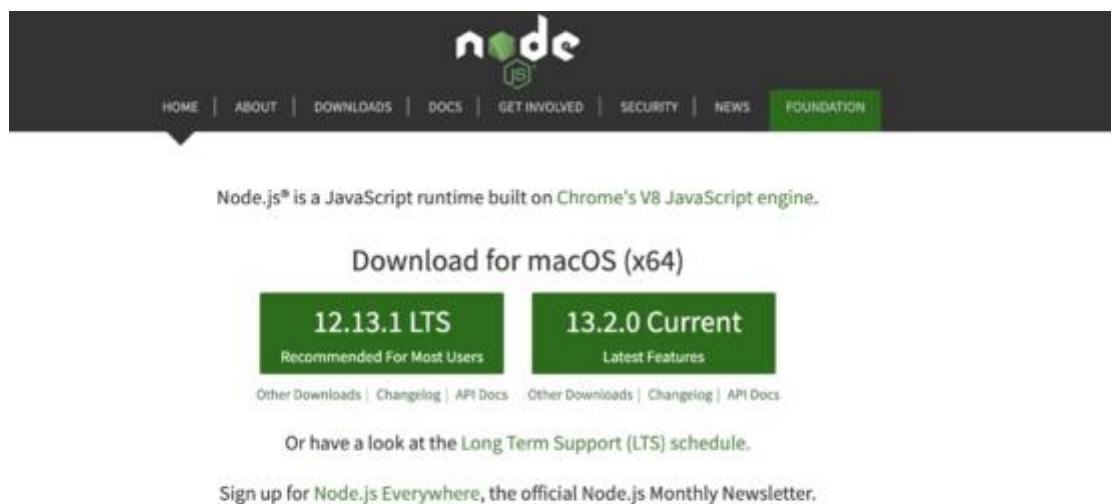 node
JS
HOME | ABOUT | DOWNLOADS | DOCS | GET INVOLVED | SECURITY | NEWS FOUNDATION
Node.js® is a JavaScript runtime built on Chrome's V8 JavaScript engine.
Download for macOS (x64)
12.13.1 LTS
Recommended For Most Users
13.2.0 Current
Latest Features
Other Downloads | Changelog | API Docs
Other Downloads | Changelog | API Docs
Or have a look at the Long Term Support (LTS) schedule.
Sign up for Node.js Everywhere, the official Node.js Monthly Newsletter.